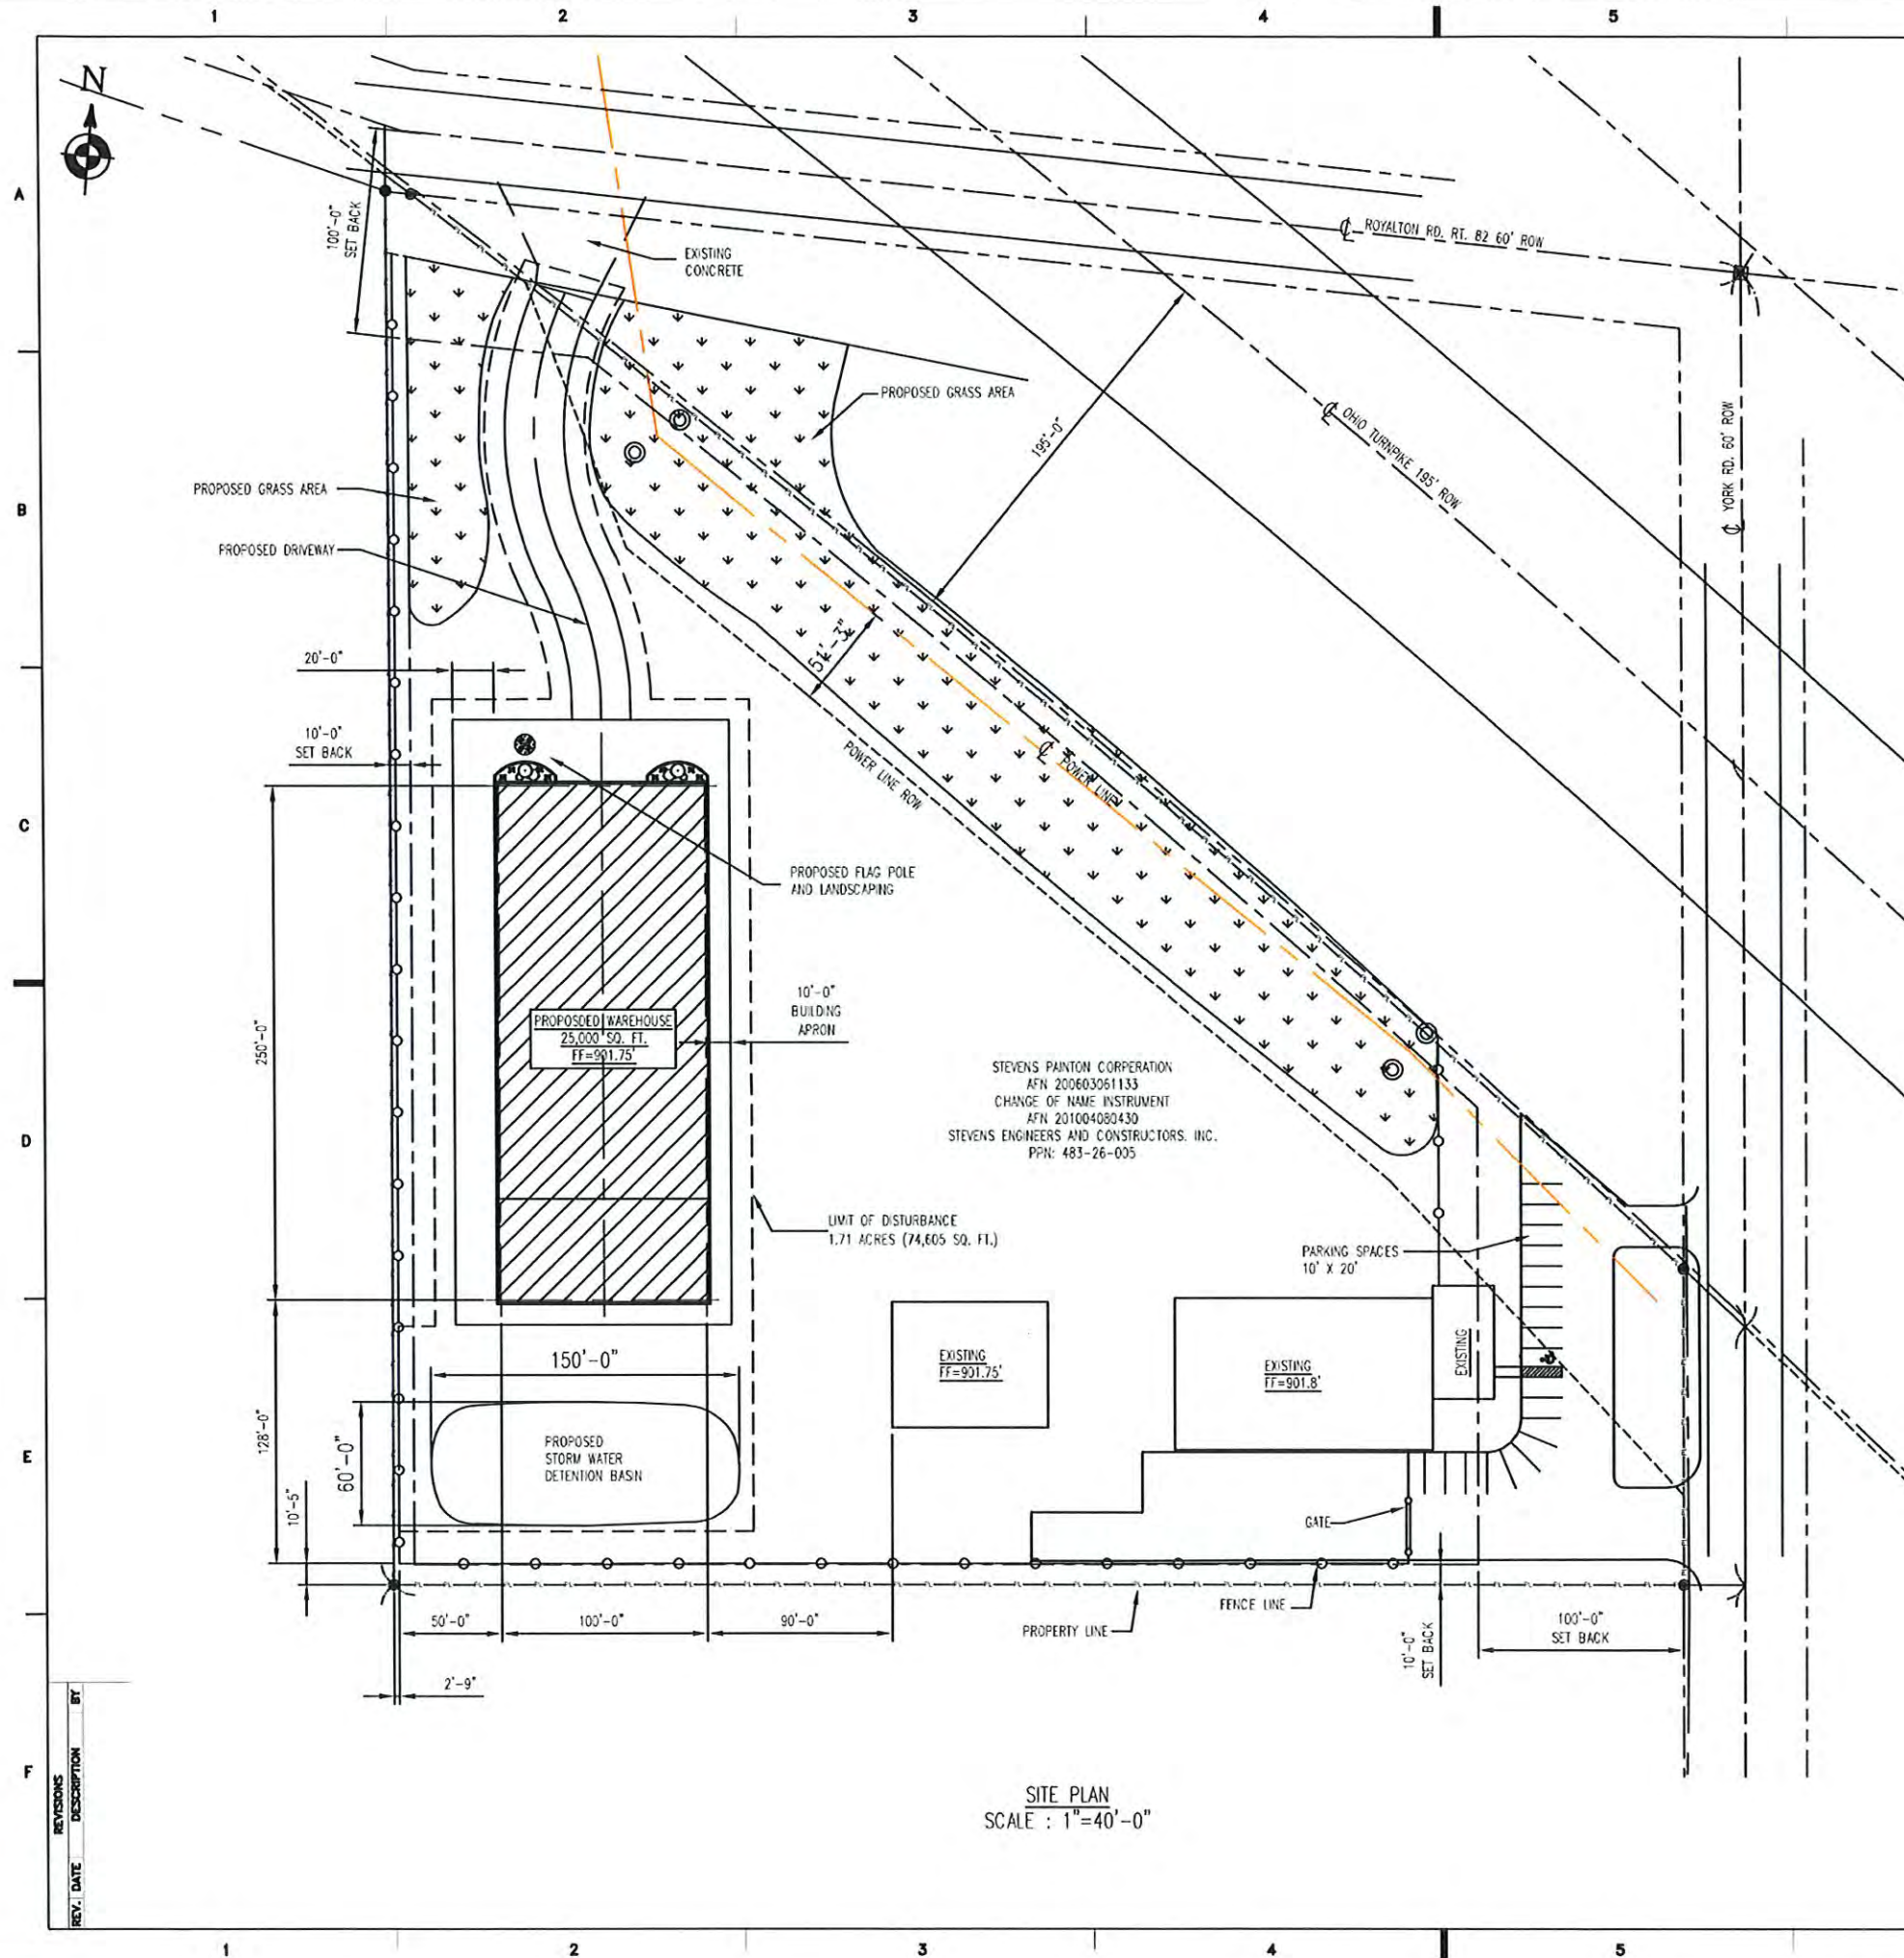 1 2 3 4 5
N
A
100'-0"
SET BACK
EXISTING
CONCRETE
℄ ROYALTON RD. RT. 82 60' ROW
PROPOSED GRASS AREA
195'-0"
℄ OHIO TURNPIKE 195' ROW
℄ YORK RD. 60' ROW
B
PROPOSED GRASS AREA
PROPOSED DRIVEWAY
51'-3"
20'-0"
10'-0"
SET BACK
POWER LINE ROW
℄ POWER LINE
C
PROPOSED FLAG POLE
AND LANDSCAPING
250'-0"
PROPOSDED WAREHOUSE
25,000 SQ. FT.
FF=901.75'
10'-0"
BUILDING
APRON
STEVENS PAINTON CORPERATION
AFN 200603061133
CHANGE OF NAME INSTRUMENT
AFN 201004080430
STEVENS ENGINEERS AND CONSTRUCTORS. INC.
PPN: 483-26-005
D
LIMIT OF DISTURBANCE
1.71 ACRES (74,605 SQ. FT.)
PARKING SPACES
10' X 20'
150'-0"
EXISTING
FF=901.75'
EXISTING
FF=901.8'
EXISTING
128'-0"
60'-0"
PROPOSED
STORM WATER
DETENTION BASIN
E
10'-5"
GATE
FENCE LINE
PROPERTY LINE
50'-0"
100'-0"
90'-0"
10'-0"
SET BACK
100'-0"
SET BACK
2'-9"
F
REVISIONS
REV. DATE DESCRIPTION BY
SITE PLAN
SCALE : 1"=40'-0"
1 2 3 4 5